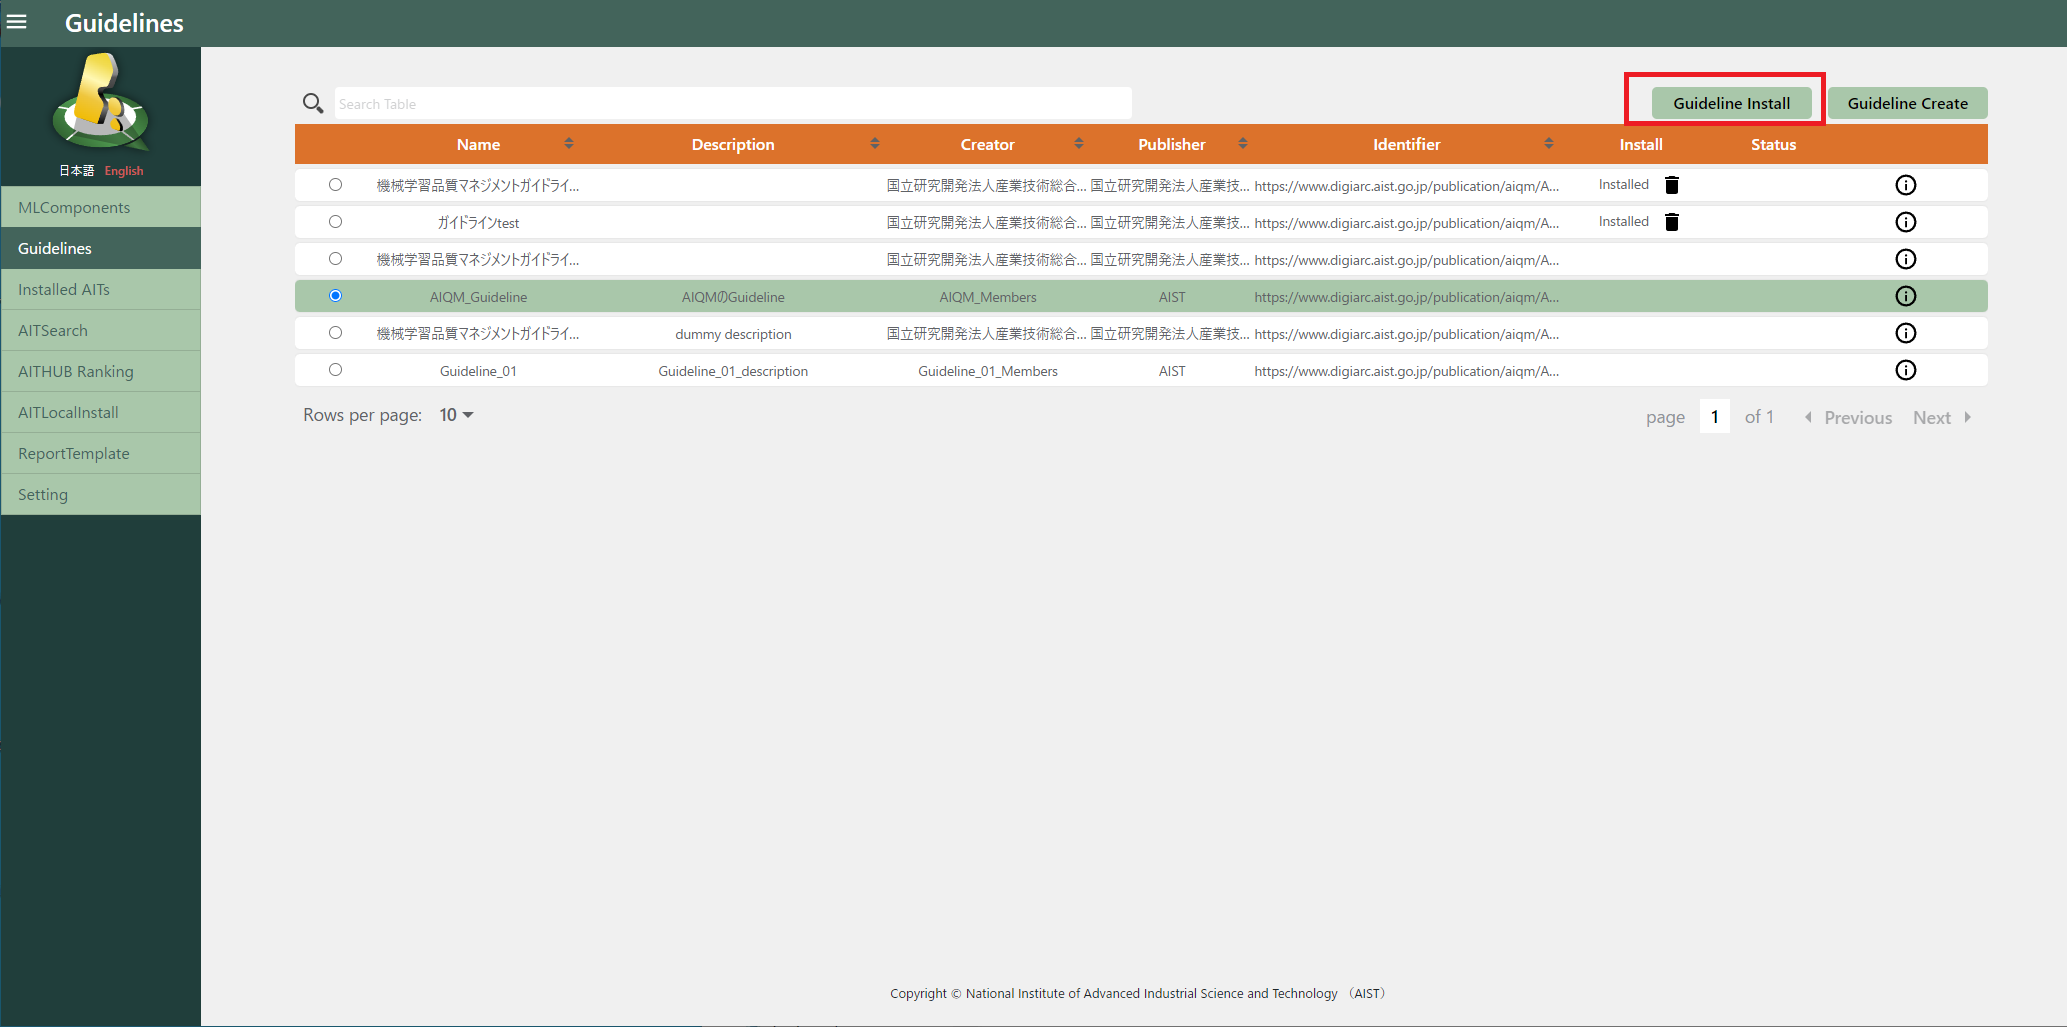 Guidelines
日本語 English
MLComponents
Guidelines
Installed AITs
AITSearch
AITHUB Ranking
AITLocalInstall
ReportTemplate
Setting
Search Table
Guideline Install
Guideline Create
Name Description Creator Publisher Identifier Install Status
機械学習品質マネジメントガイドライ... 国立研究開発法人産業技術総合... 国立研究開発法人産業技... https://www.digiarc.aist.go.jp/publication/aiqm/A... Installed
ガイドラインtest 国立研究開発法人産業技術総合... 国立研究開発法人産業技... https://www.digiarc.aist.go.jp/publication/aiqm/A... Installed
機械学習品質マネジメントガイドライ... 国立研究開発法人産業技術総合... 国立研究開発法人産業技... https://www.digiarc.aist.go.jp/publication/aiqm/A...
AIQM_Guideline AIQMのGuideline AIQM_Members AIST https://www.digiarc.aist.go.jp/publication/aiqm/A...
機械学習品質マネジメントガイドライ... dummy description 国立研究開発法人産業技術総合... 国立研究開発法人産業技... https://www.digiarc.aist.go.jp/publication/aiqm/A...
Guideline_01 Guideline_01_description Guideline_01_Members AIST https://www.digiarc.aist.go.jp/publication/aiqm/A...
Rows per page: 10
page 1 of 1 Previous Next
Copyright © National Institute of Advanced Industrial Science and Technology （AIST）